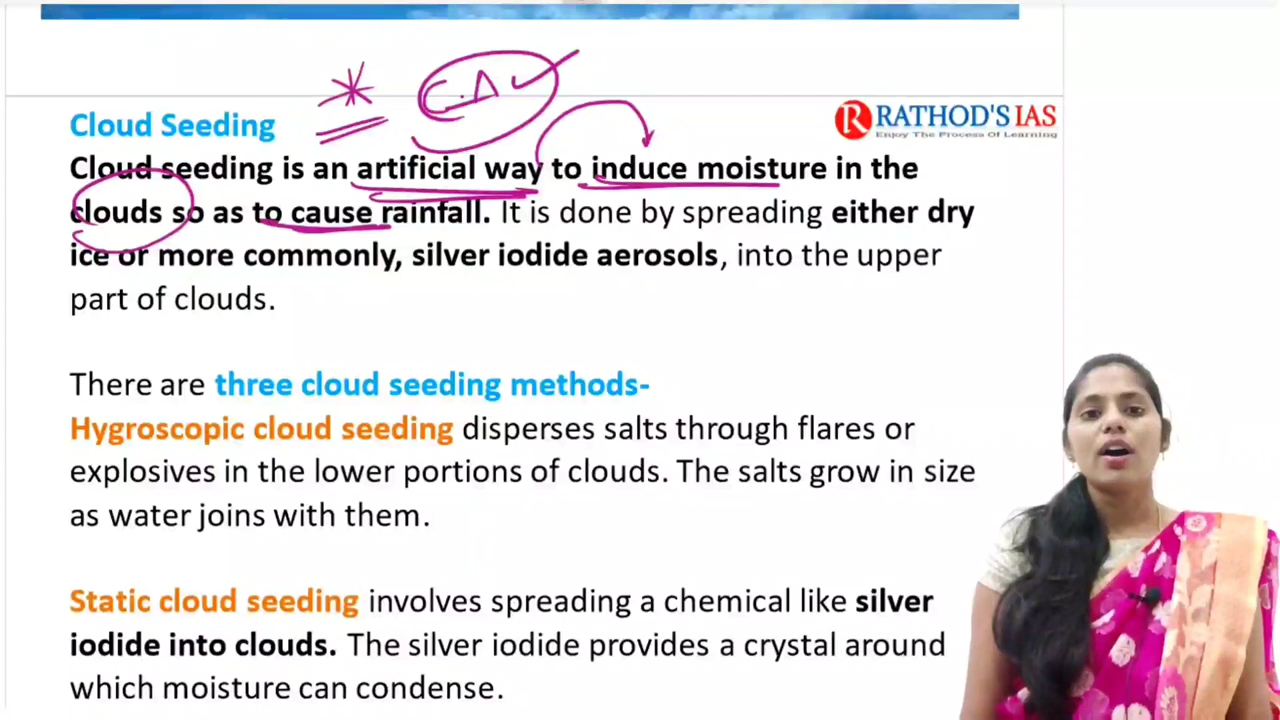 C.A
Cloud Seeding
RATHOD'S IAS
Enjoy The Process Of Learning
Cloud seeding is an artificial way to induce moisture in the
clouds so as to cause rainfall. It is done by spreading either dry
ice or more commonly, silver iodide aerosols, into the upper
part of clouds.
There are three cloud seeding methods-
Hygroscopic cloud seeding disperses salts through flares or
explosives in the lower portions of clouds. The salts grow in size
as water joins with them.
Static cloud seeding involves spreading a chemical like silver
iodide into clouds. The silver iodide provides a crystal around
which moisture can condense.